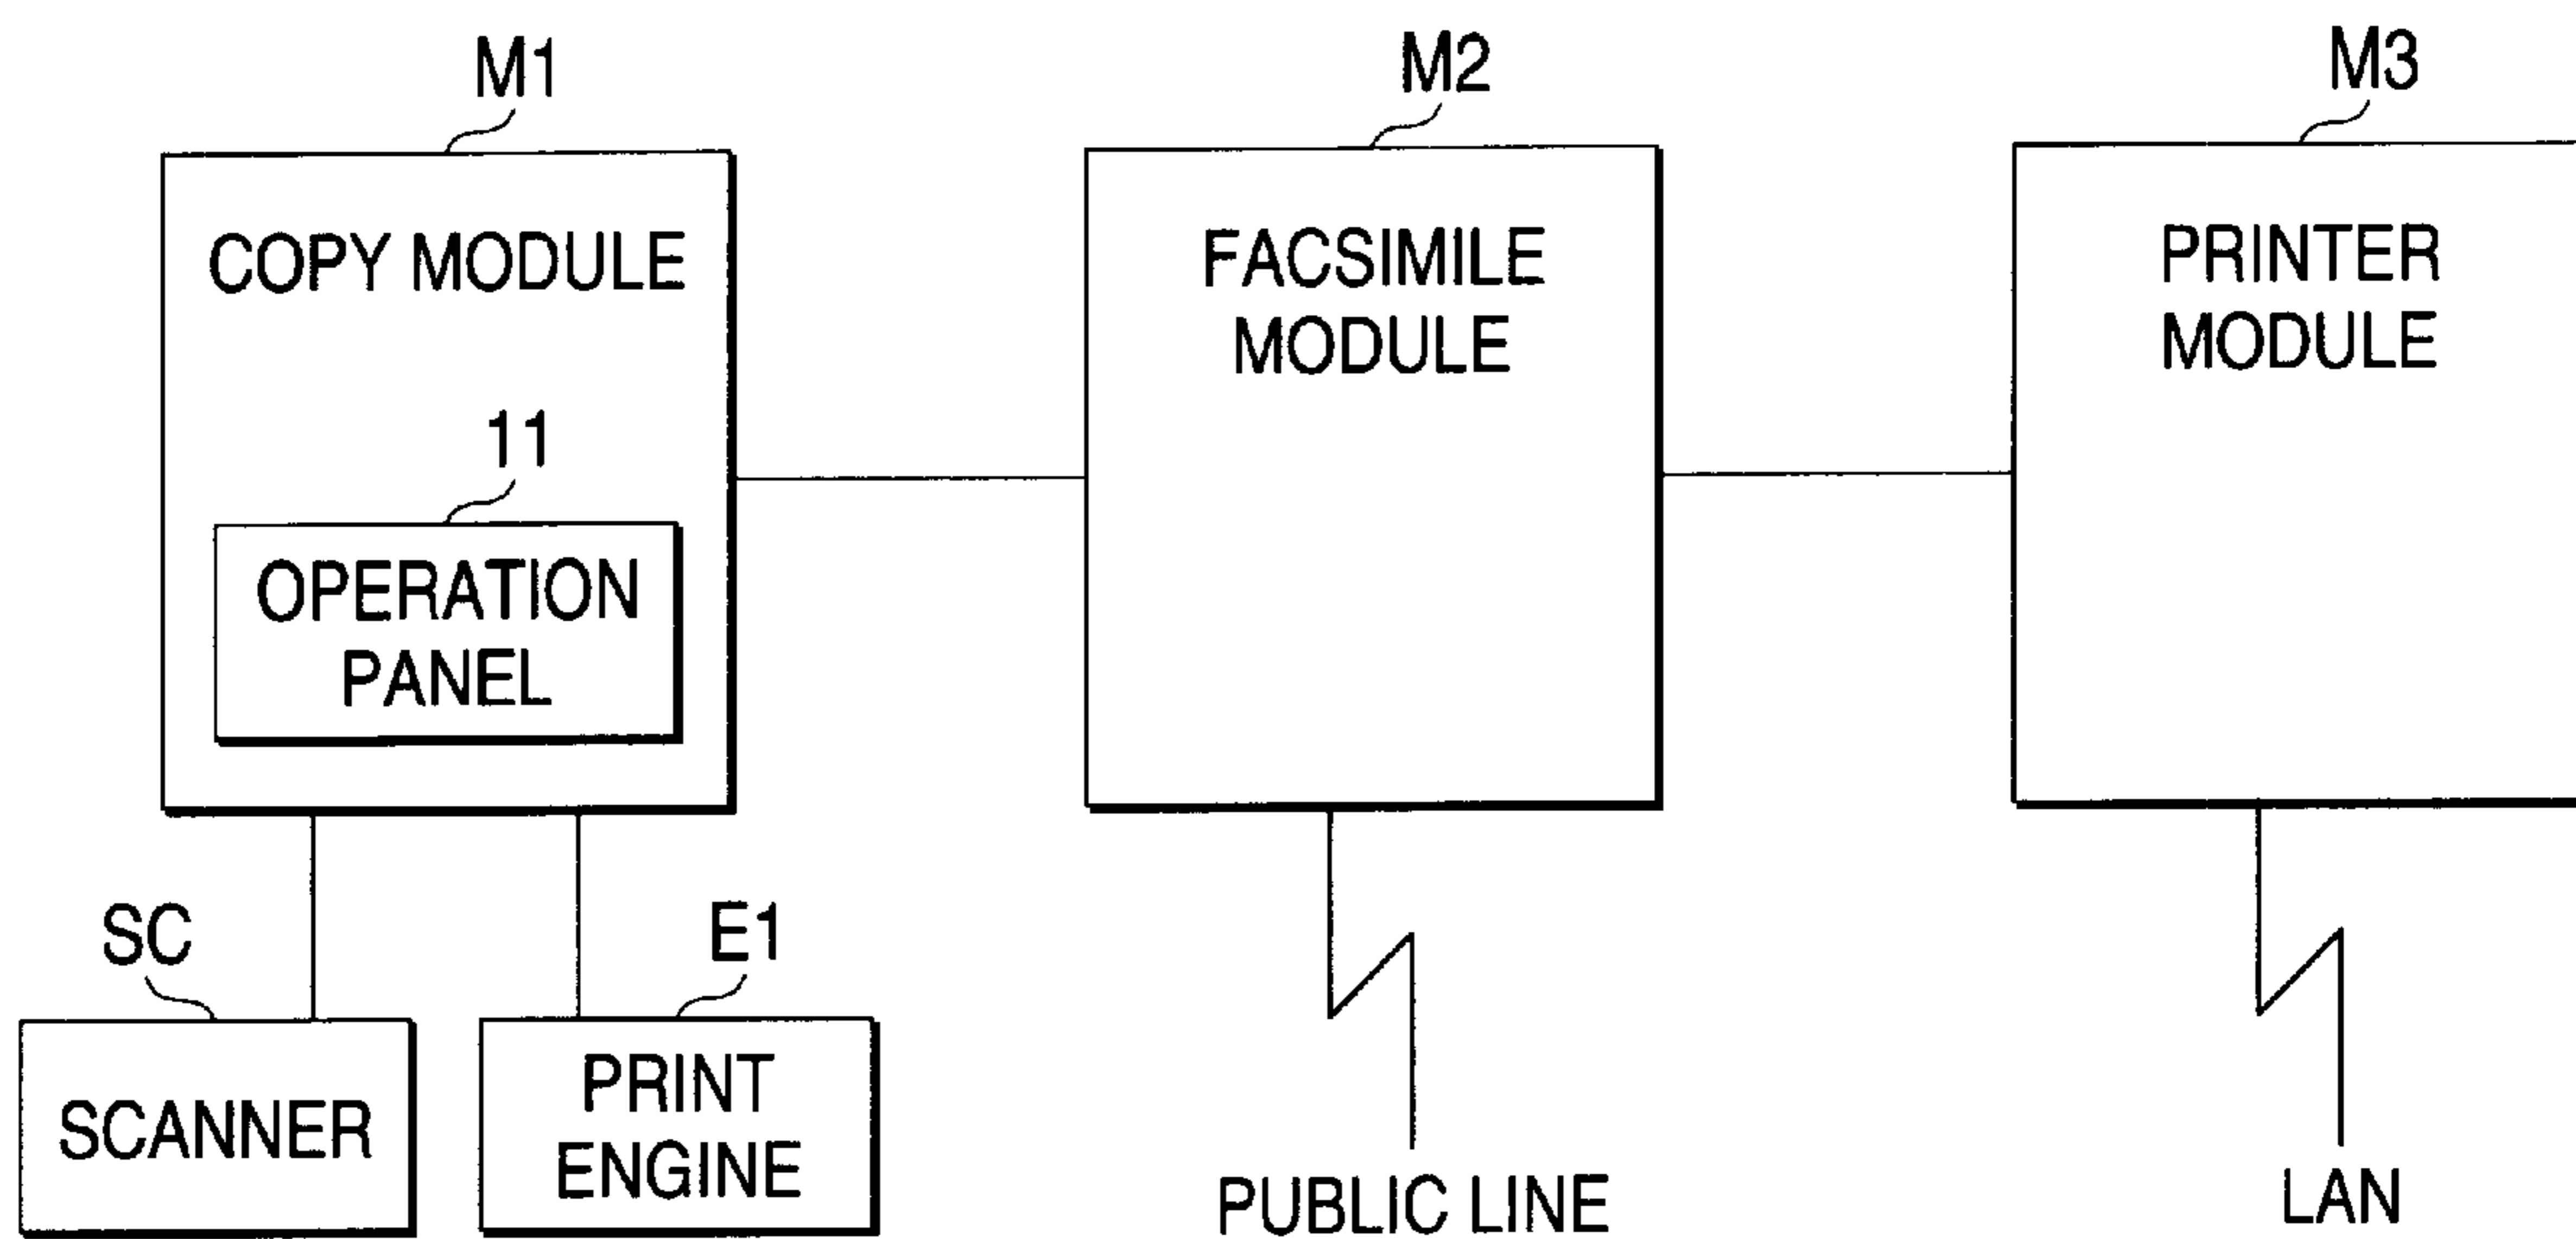 M1
M2
M3
COPY MODULE
FACSIMILE
MODULE
PRINTER
MODULE
11
OPERATION
PANEL
SC
E1
SCANNER
PRINT
ENGINE
PUBLIC LINE
LAN